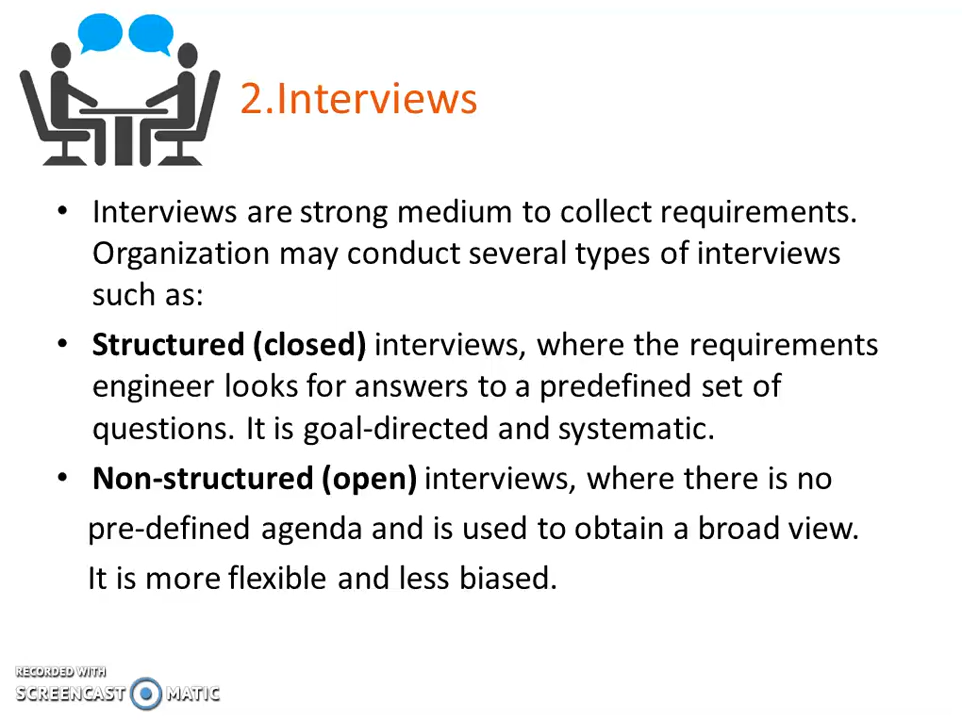 2.Interviews
• Interviews are strong medium to collect requirements.
Organization may conduct several types of interviews
such as:
• Structured (closed) interviews, where the requirements
engineer looks for answers to a predefined set of
questions. It is goal-directed and systematic.
• Non-structured (open) interviews, where there is no
pre-defined agenda and is used to obtain a broad view.
It is more flexible and less biased.
RECORDED WITH
SCREENCAST MATIC